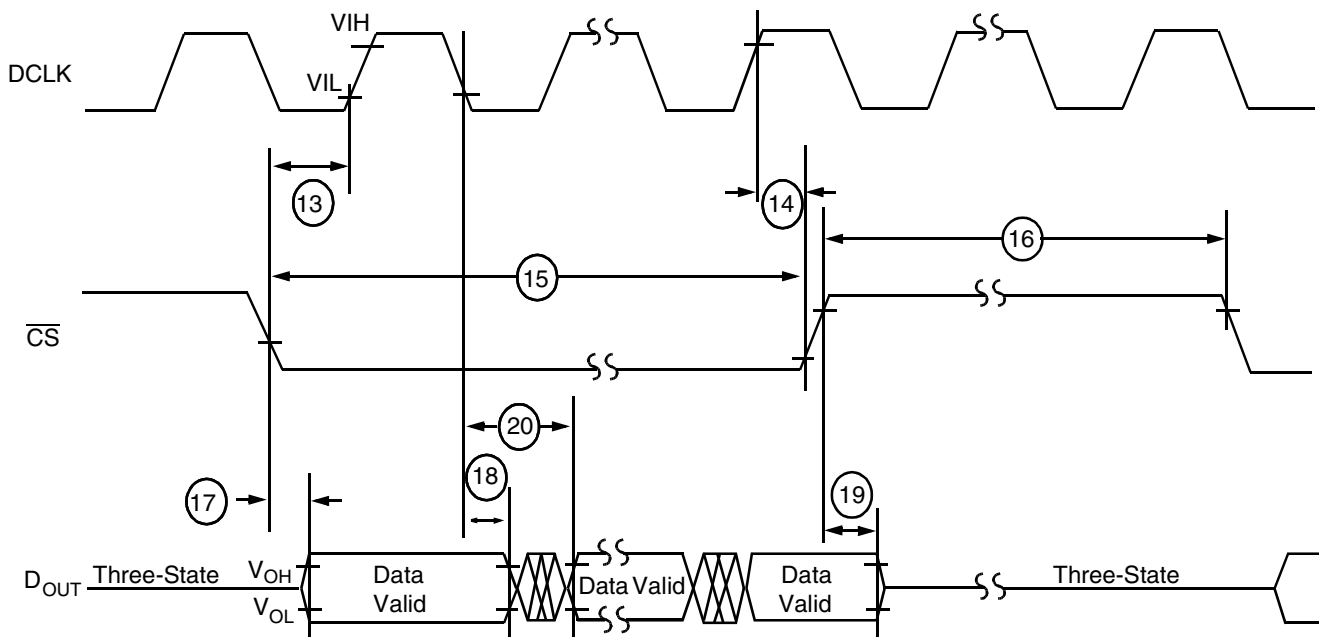 VIH
DCLK
VIL
13
14
16
15
CS
20
18
17
19
DOUT
Three-State
VOH
VOL
Data
Valid
Data Valid
Data
Valid
Three-State